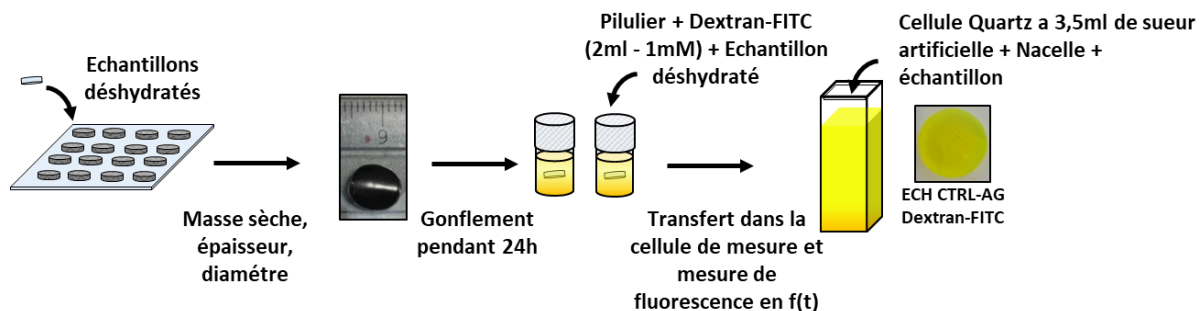 Echantillons
déshydratés
Masse sèche,
épaisseur,
diamétre
9
Gonflement
pendant 24h
Pilulier + Dextran-FITC
(2ml - 1mM) + Echantillon
déshydraté
Transfert dans la
cellule de mesure et
mesure de
fluorescence en f(t)
Cellule Quartz a 3,5ml de sueur
artificielle + Nacelle +
échantillon
ECH CTRL-AG
Dextran-FITC